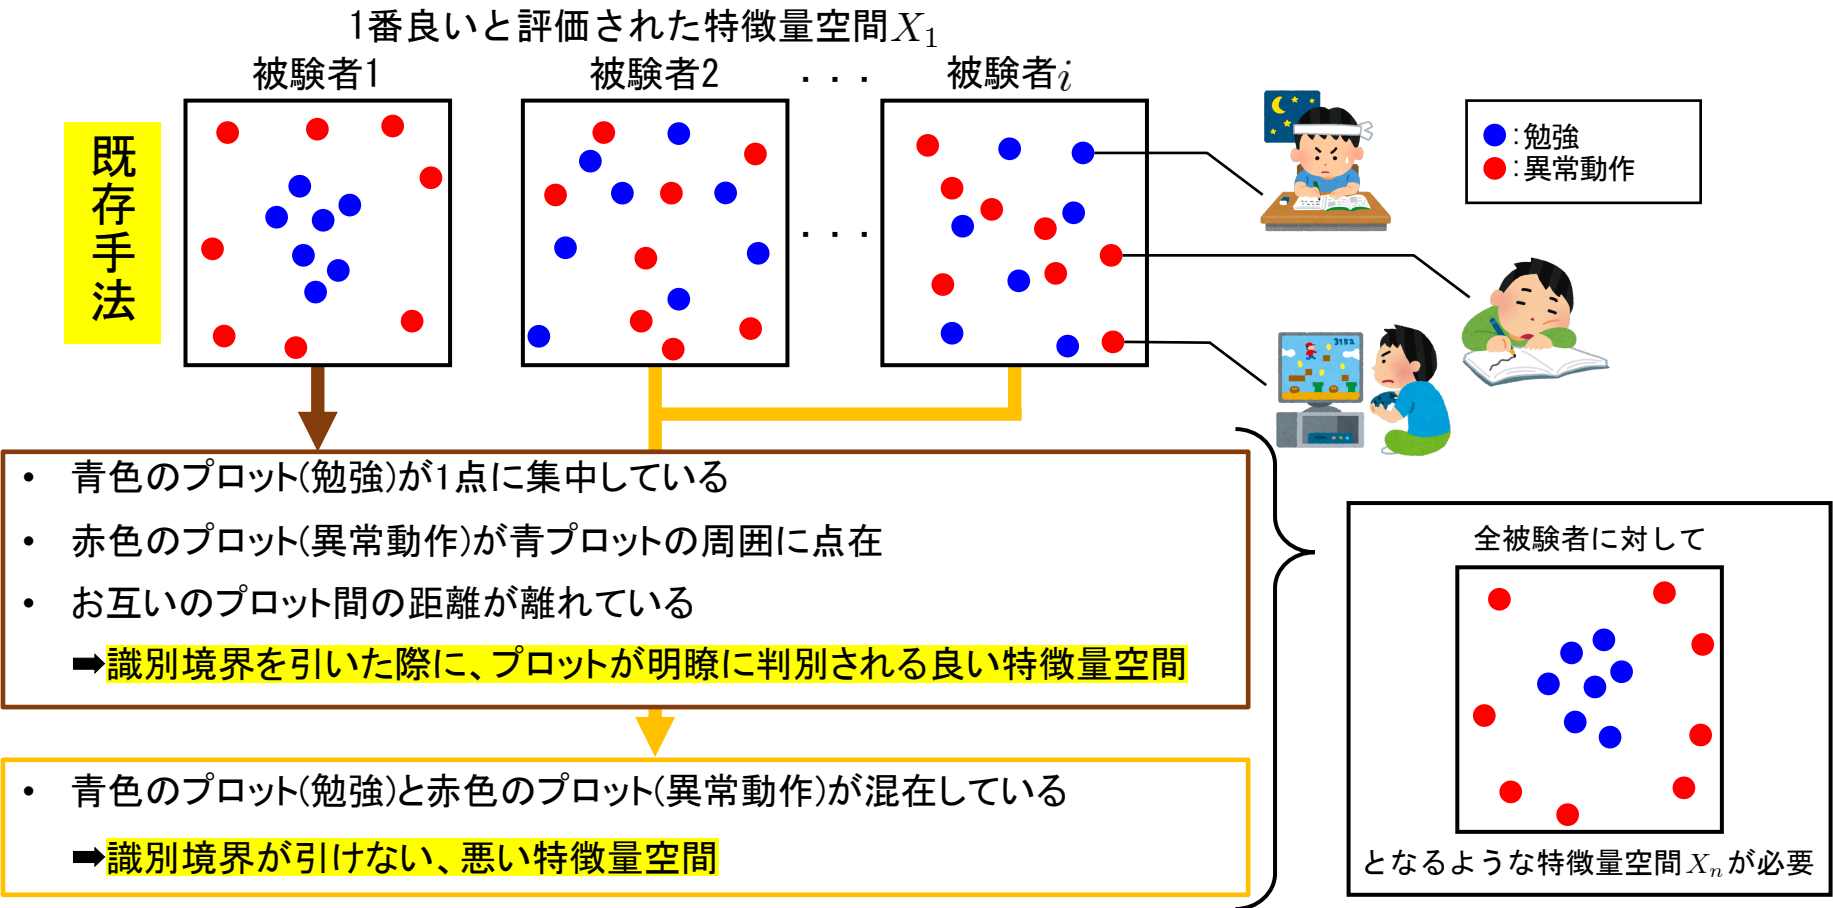 1番良いと評価された特徴量空間X₁
被験者1
被験者2
・・・
被験者i
既存手法
・・・
:勉強
:異常動作
3152
• 青色のプロット(勉強)が1点に集中している
• 赤色のプロット(異常動作)が青プロットの周囲に点在
• お互いのプロット間の距離が離れている
➡識別境界を引いた際に、プロットが明瞭に判別される良い特徴量空間
• 青色のプロット(勉強)と赤色のプロット(異常動作)が混在している
➡識別境界が引けない、悪い特徴量空間
全被験者に対して
となるような特徴量空間Xₙが必要